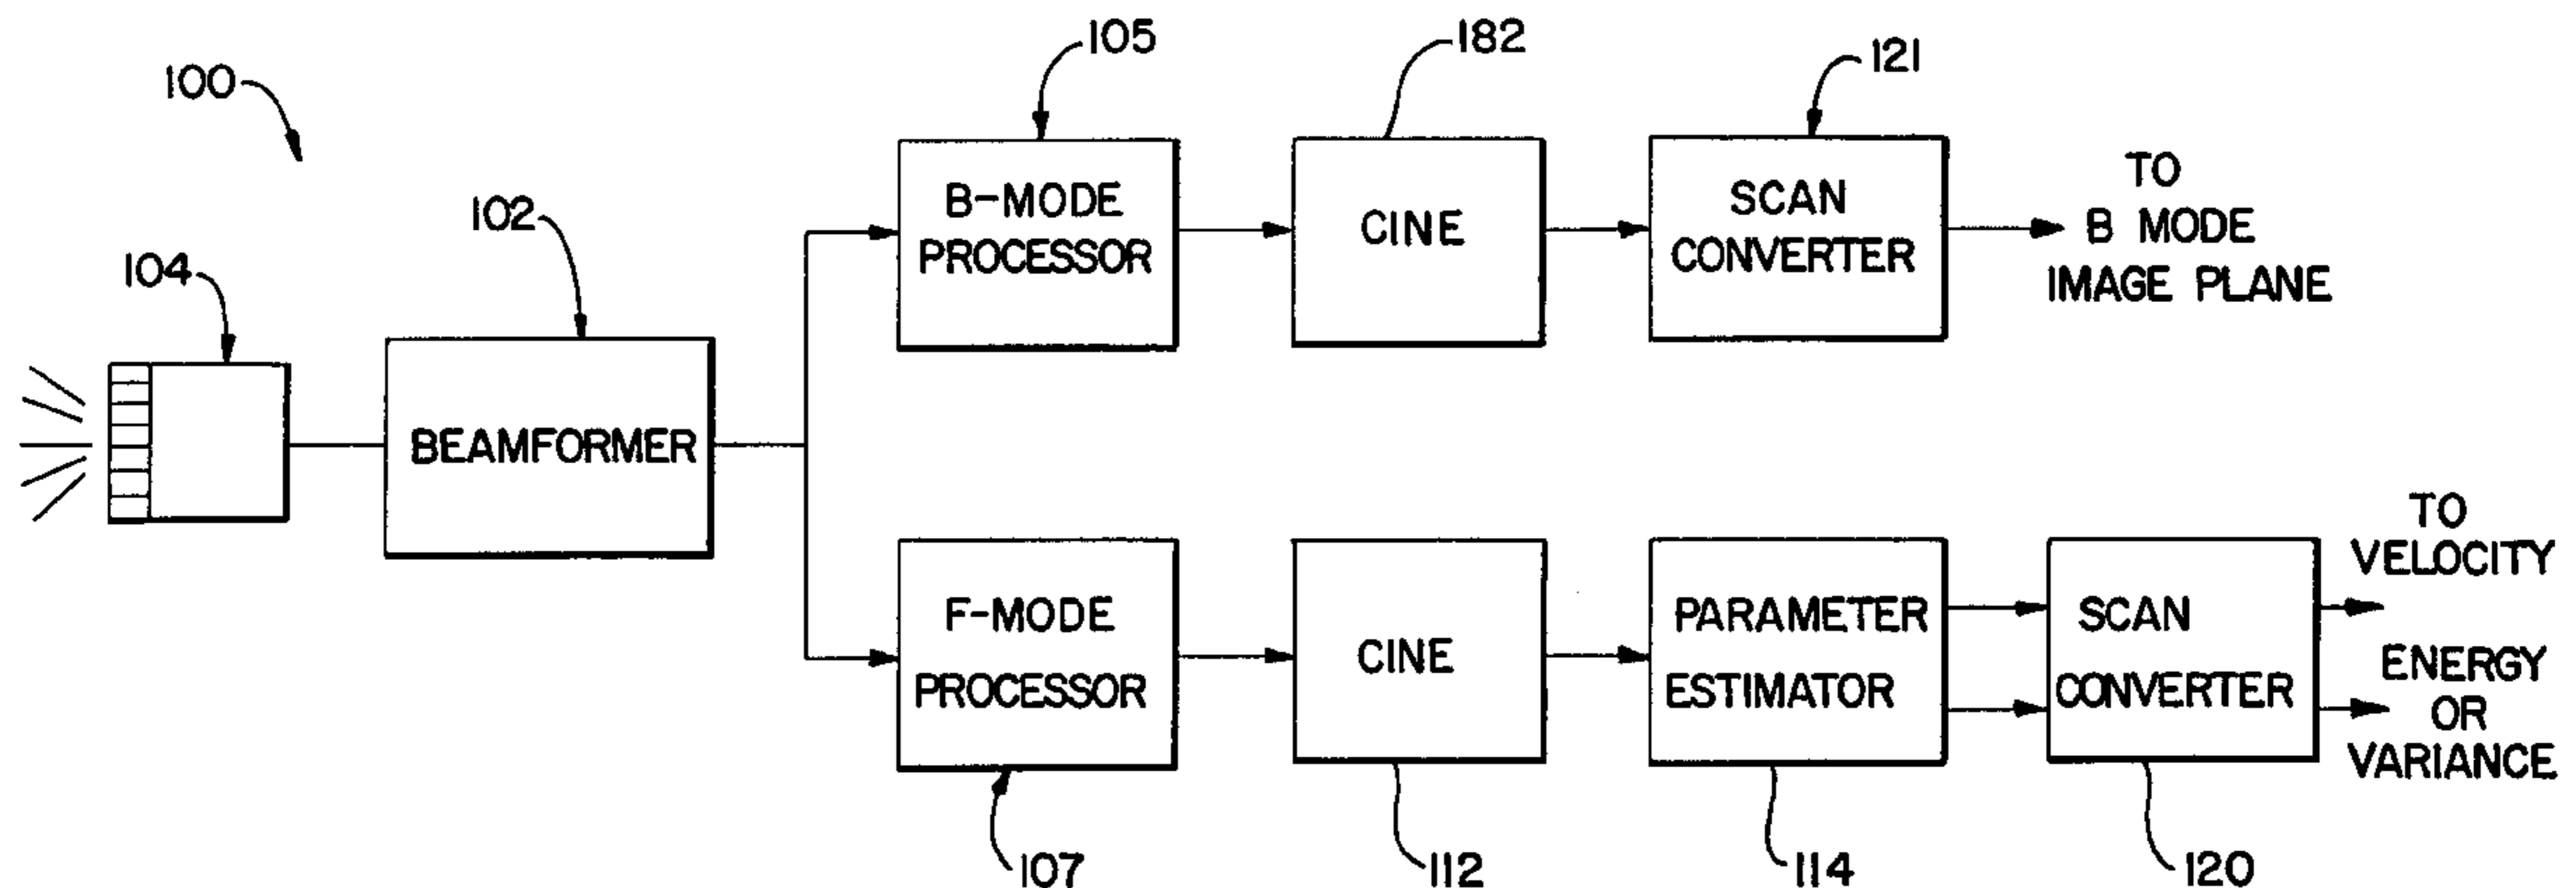 100
104
102
105
182
121
B-MODE
PROCESSOR
CINE
SCAN
CONVERTER
TO
B MODE
IMAGE PLANE
BEAMFORMER
F-MODE
PROCESSOR
CINE
PARAMETER
ESTIMATOR
SCAN
CONVERTER
TO
VELOCITY
ENERGY
OR
VARIANCE
107
112
114
120